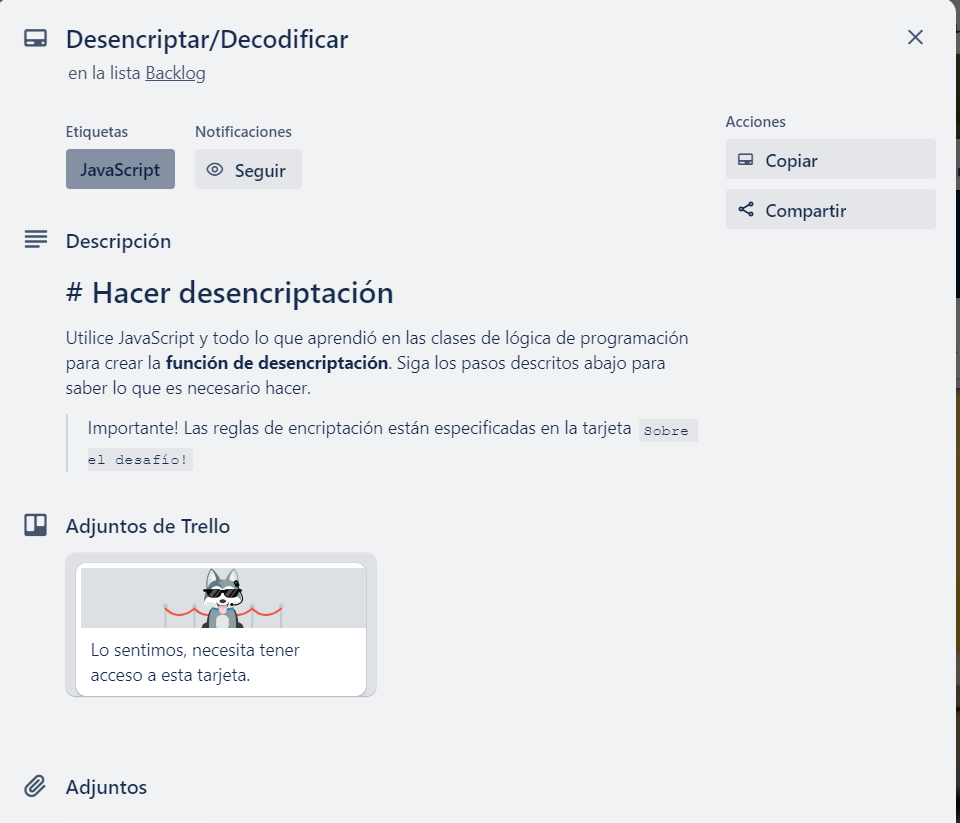 Desencriptar/Decodificar
en la lista Backlog
Etiquetas
Notificaciones
JavaScript
Seguir
Acciones
Copiar
Compartir
Descripción
# Hacer desencriptación
Utilice JavaScript y todo lo que aprendió en las clases de lógica de programación
para crear la función de desencriptación. Siga los pasos descritos abajo para
saber lo que es necesario hacer.
Importante! Las reglas de encriptación están especificadas en la tarjeta Sobre
el desafío!
Adjuntos de Trello
Lo sentimos, necesita tener
acceso a esta tarjeta.
Adjuntos